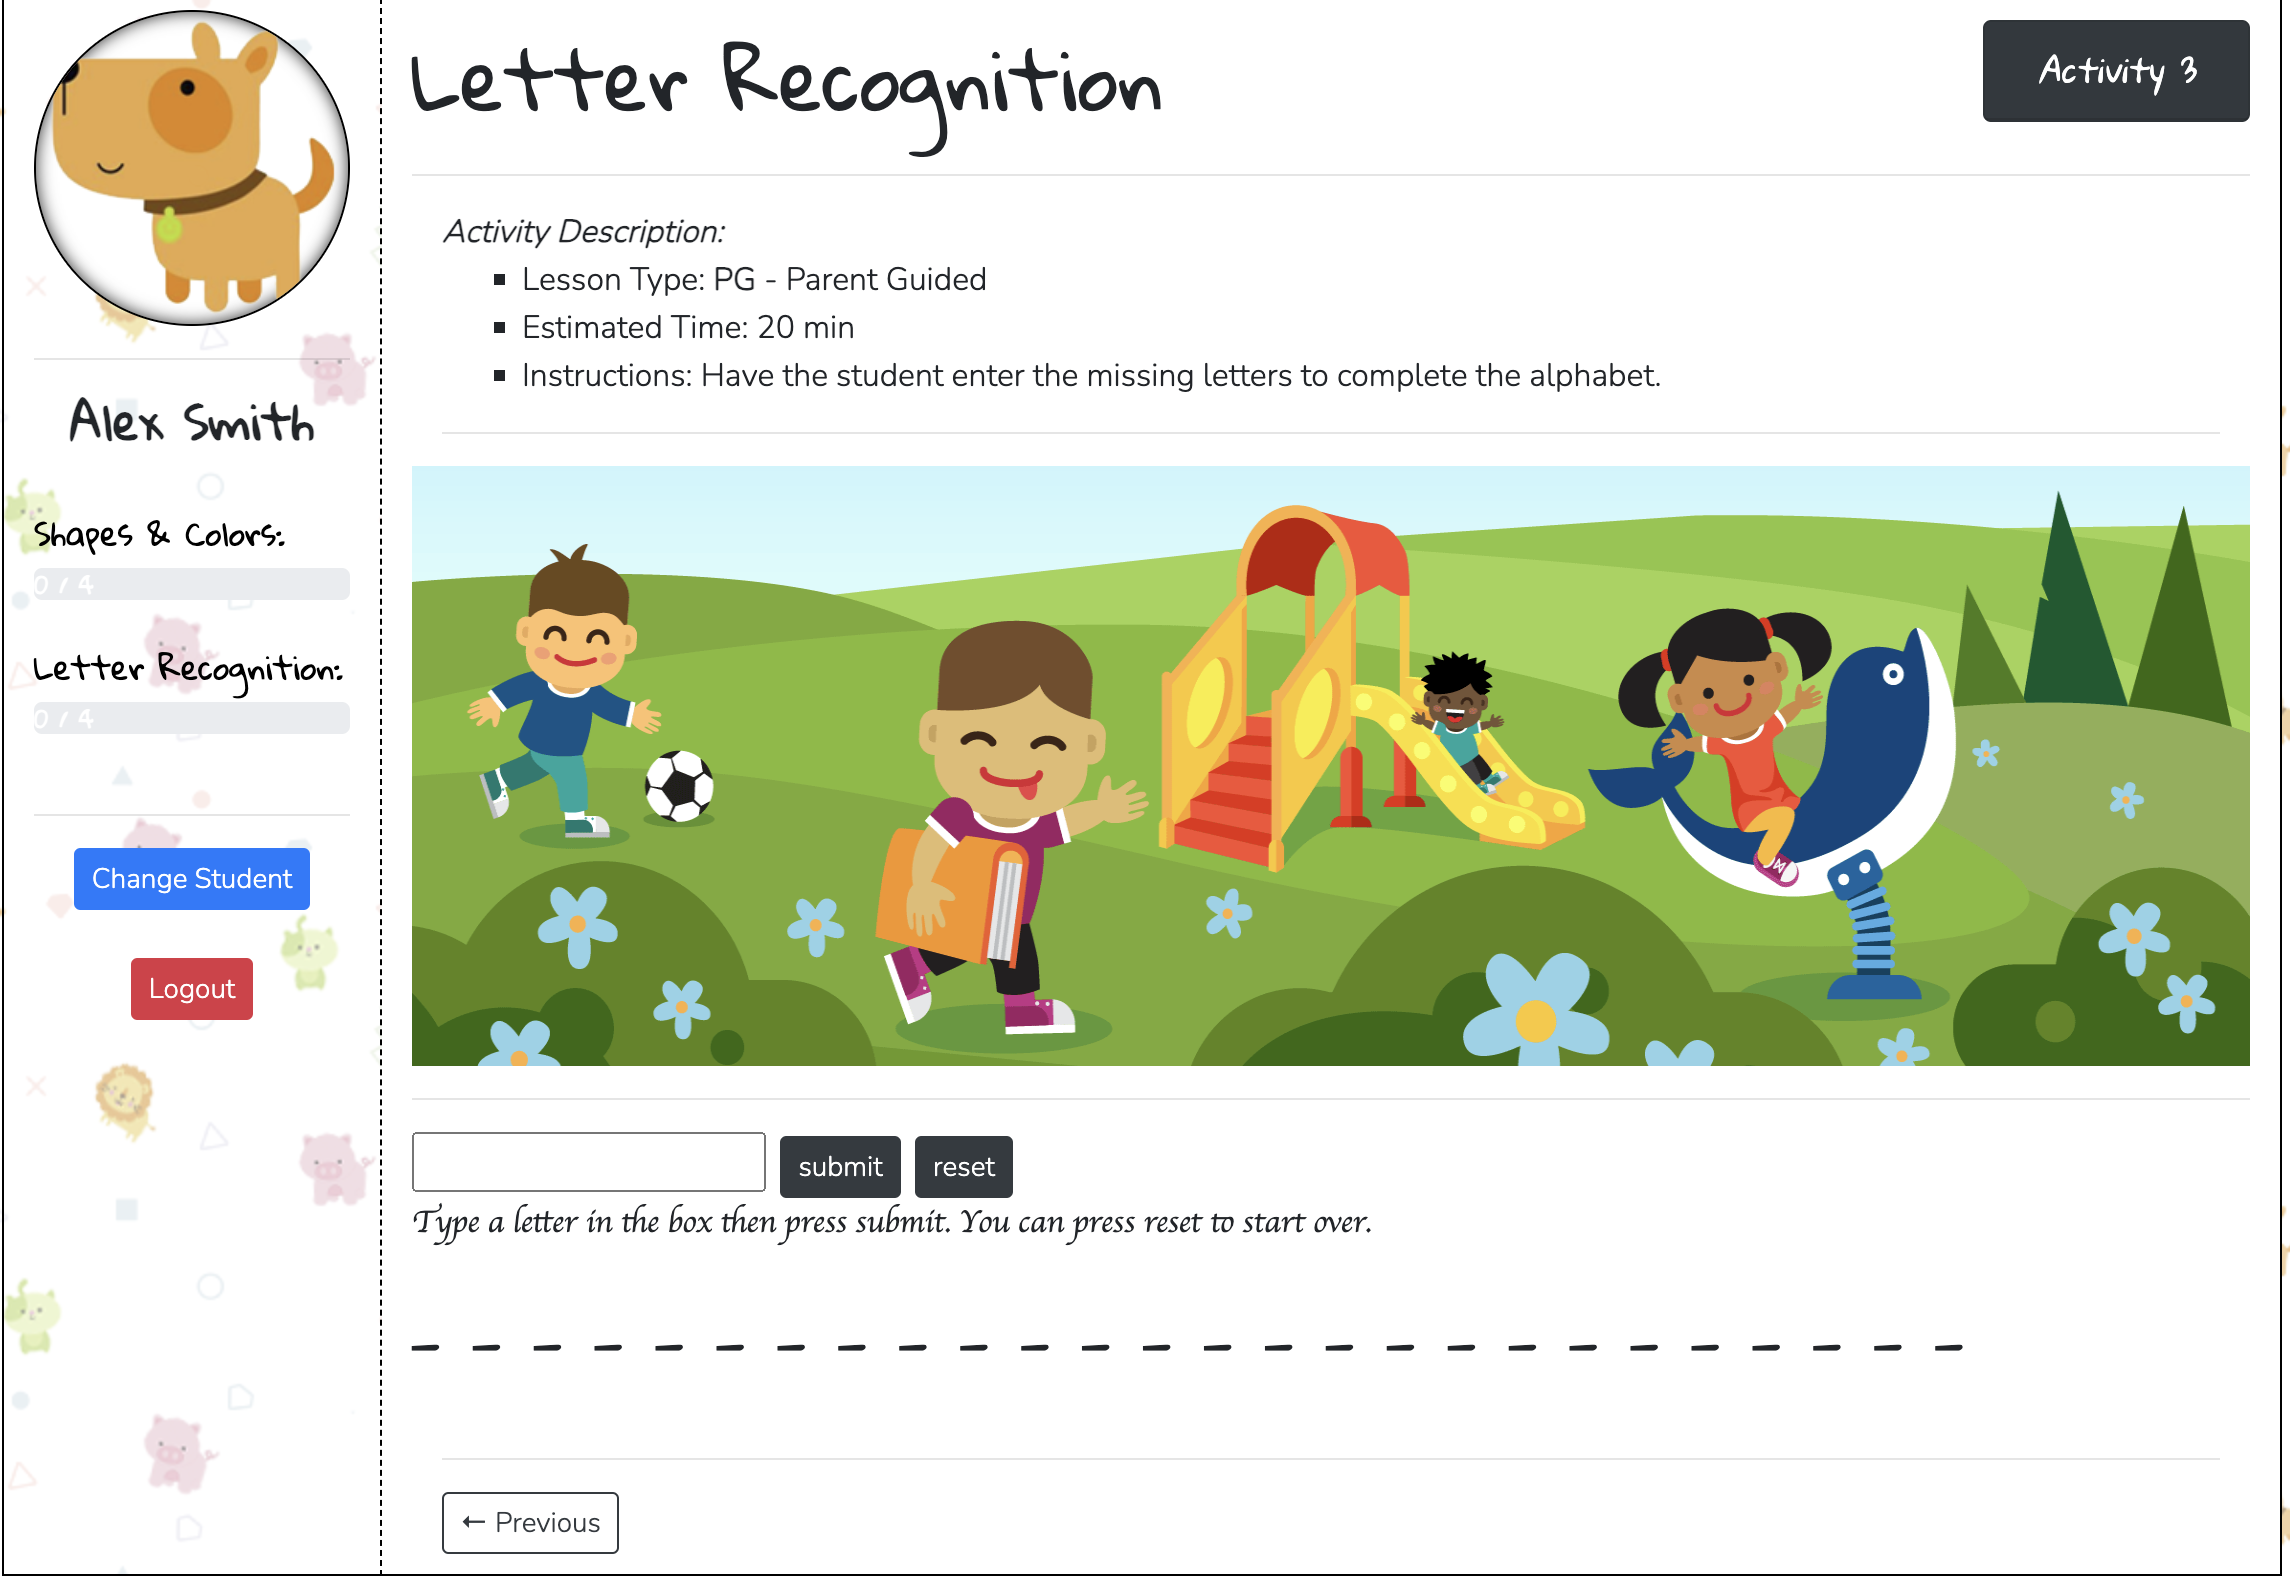 Letter Recognition
Activity 3
Activity Description:
Lesson Type: PG - Parent Guided
Estimated Time: 20 min
Instructions: Have the student enter the missing letters to complete the alphabet.
Alex Smith
Shapes & Colors:
0 / 4
Letter Recognition:
0 / 4
Change Student
Logout
submit reset
Type a letter in the box then press submit. You can press reset to start over.
_ _ _ _ _ _ _ _ _ _ _ _ _ _ _ _ _ _ _ _ _ _ _ _ _ _
← Previous